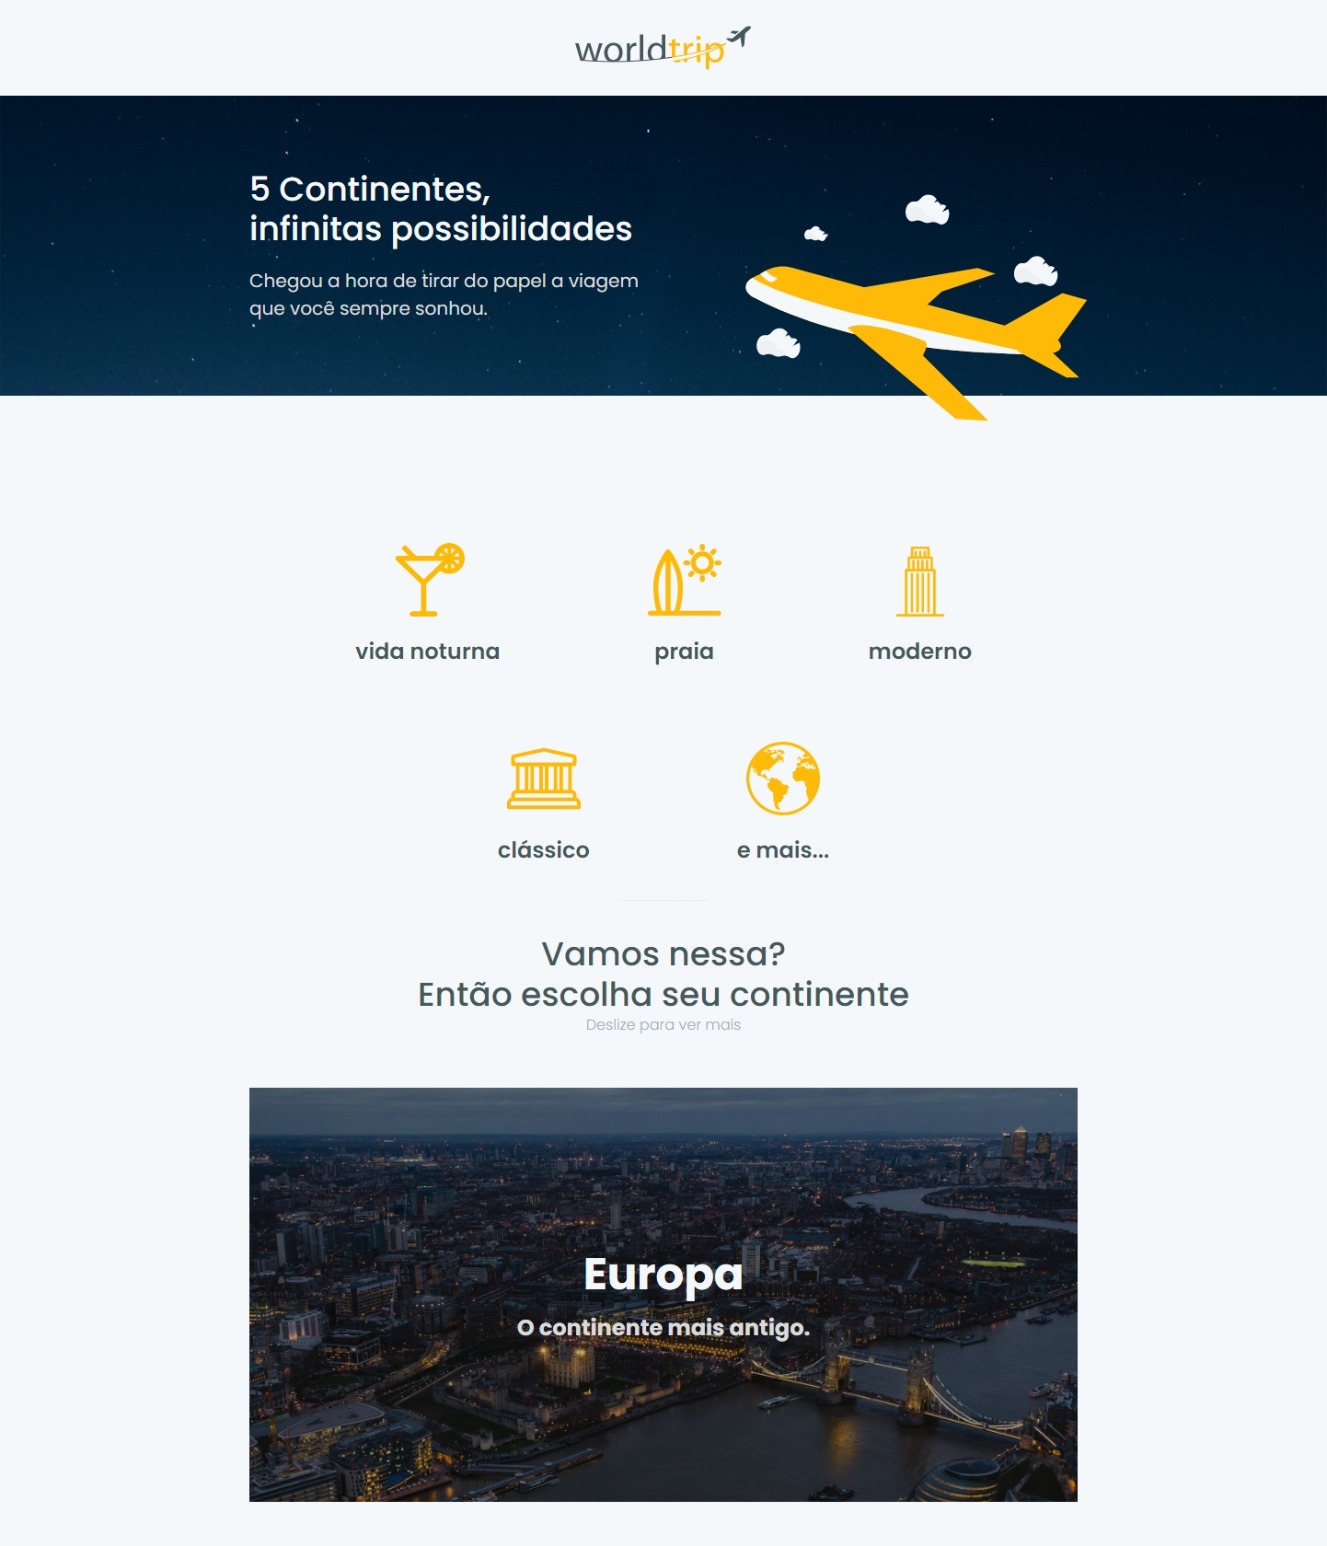 worldtrip
5 Continentes,
infinitas possibilidades
Chegou a hora de tirar do papel a viagem
que você sempre sonhou.
vida noturna
praia
moderno
clássico
e mais...
Vamos nessa?
Então escolha seu continente
Deslize para ver mais
Europa
O continente mais antigo.